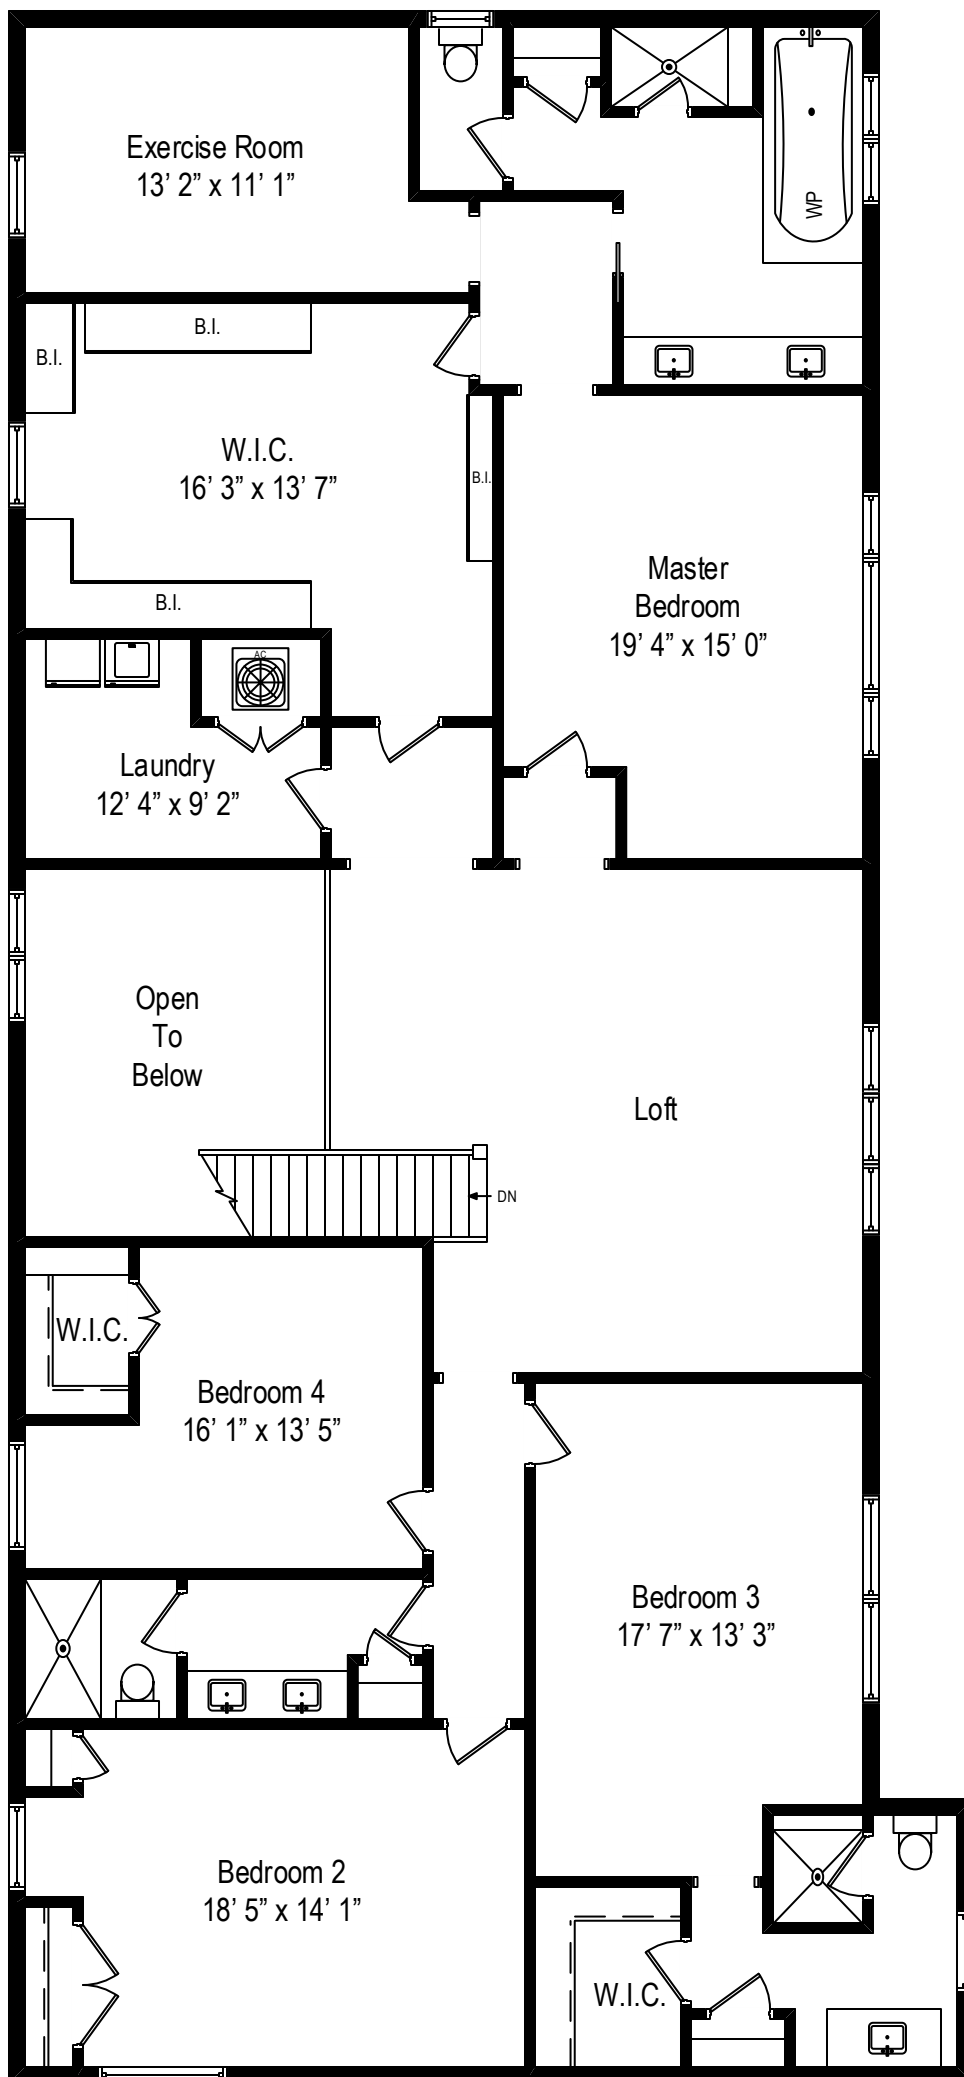 Exercise Room
13’ 2” x 11’ 1”
WP
B.I.
B.I.
W.I.C.
16’ 3” x 13’ 7”
B.I.
B.I.
Master
Bedroom
19’ 4” x 15’ 0”
AC
Laundry
12’ 4” x 9’ 2”
Open
To
Below
Loft
DN
W.I.C.
Bedroom 4
16’ 1” x 13’ 5”
Bedroom 3
17’ 7” x 13’ 3”
Bedroom 2
18’ 5” x 14’ 1”
W.I.C.